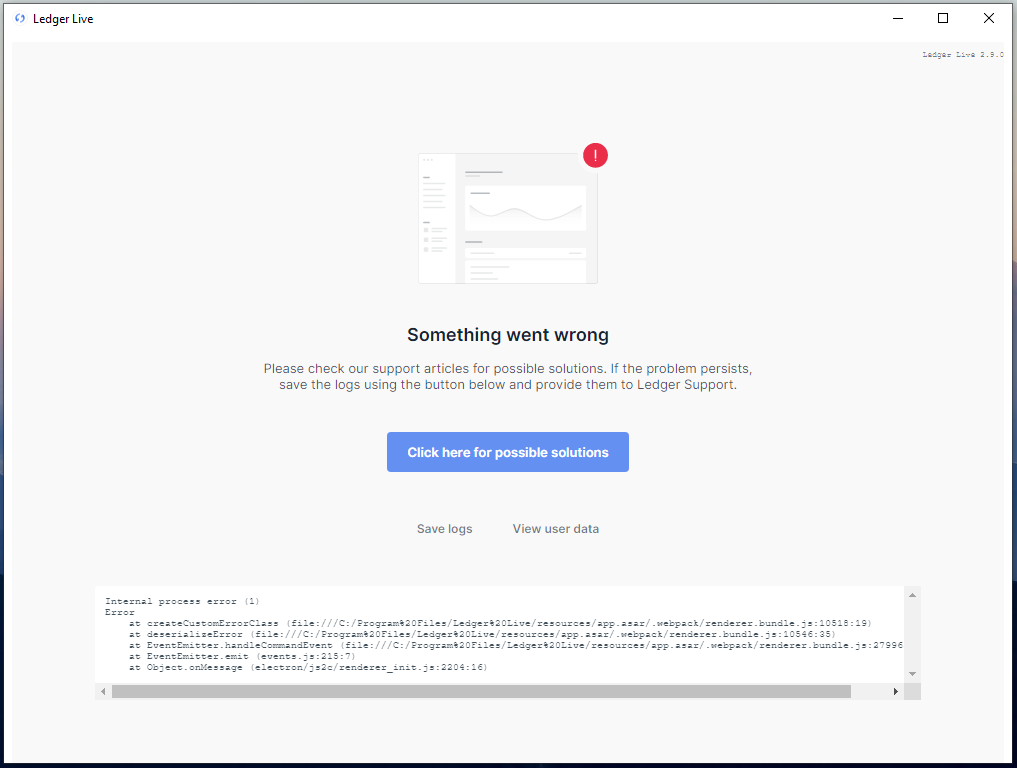 Ledger Live
Ledger Live 2.9.0
!
Something went wrong
Please check our support articles for possible solutions. If the problem persists,
save the logs using the button below and provide them to Ledger Support.
Click here for possible solutions
Save logs View user data
Internal process error (1)
Error
at createCustomErrorClass (file:///C:/Program%20Files/Ledger%20Live/resources/app.asar/.webpack/renderer.bundle.js:10518:19)
at deserializeError (file:///C:/Program%20Files/Ledger%20Live/resources/app.asar/.webpack/renderer.bundle.js:10546:35)
at EventEmitter.handleCommandEvent (file:///C:/Program%20Files/Ledger%20Live/resources/app.asar/.webpack/renderer.bundle.js:27996
at EventEmitter.emit (events.js:215:7)
at Object.onMessage (electron/js2c/renderer_init.js:2204:16)